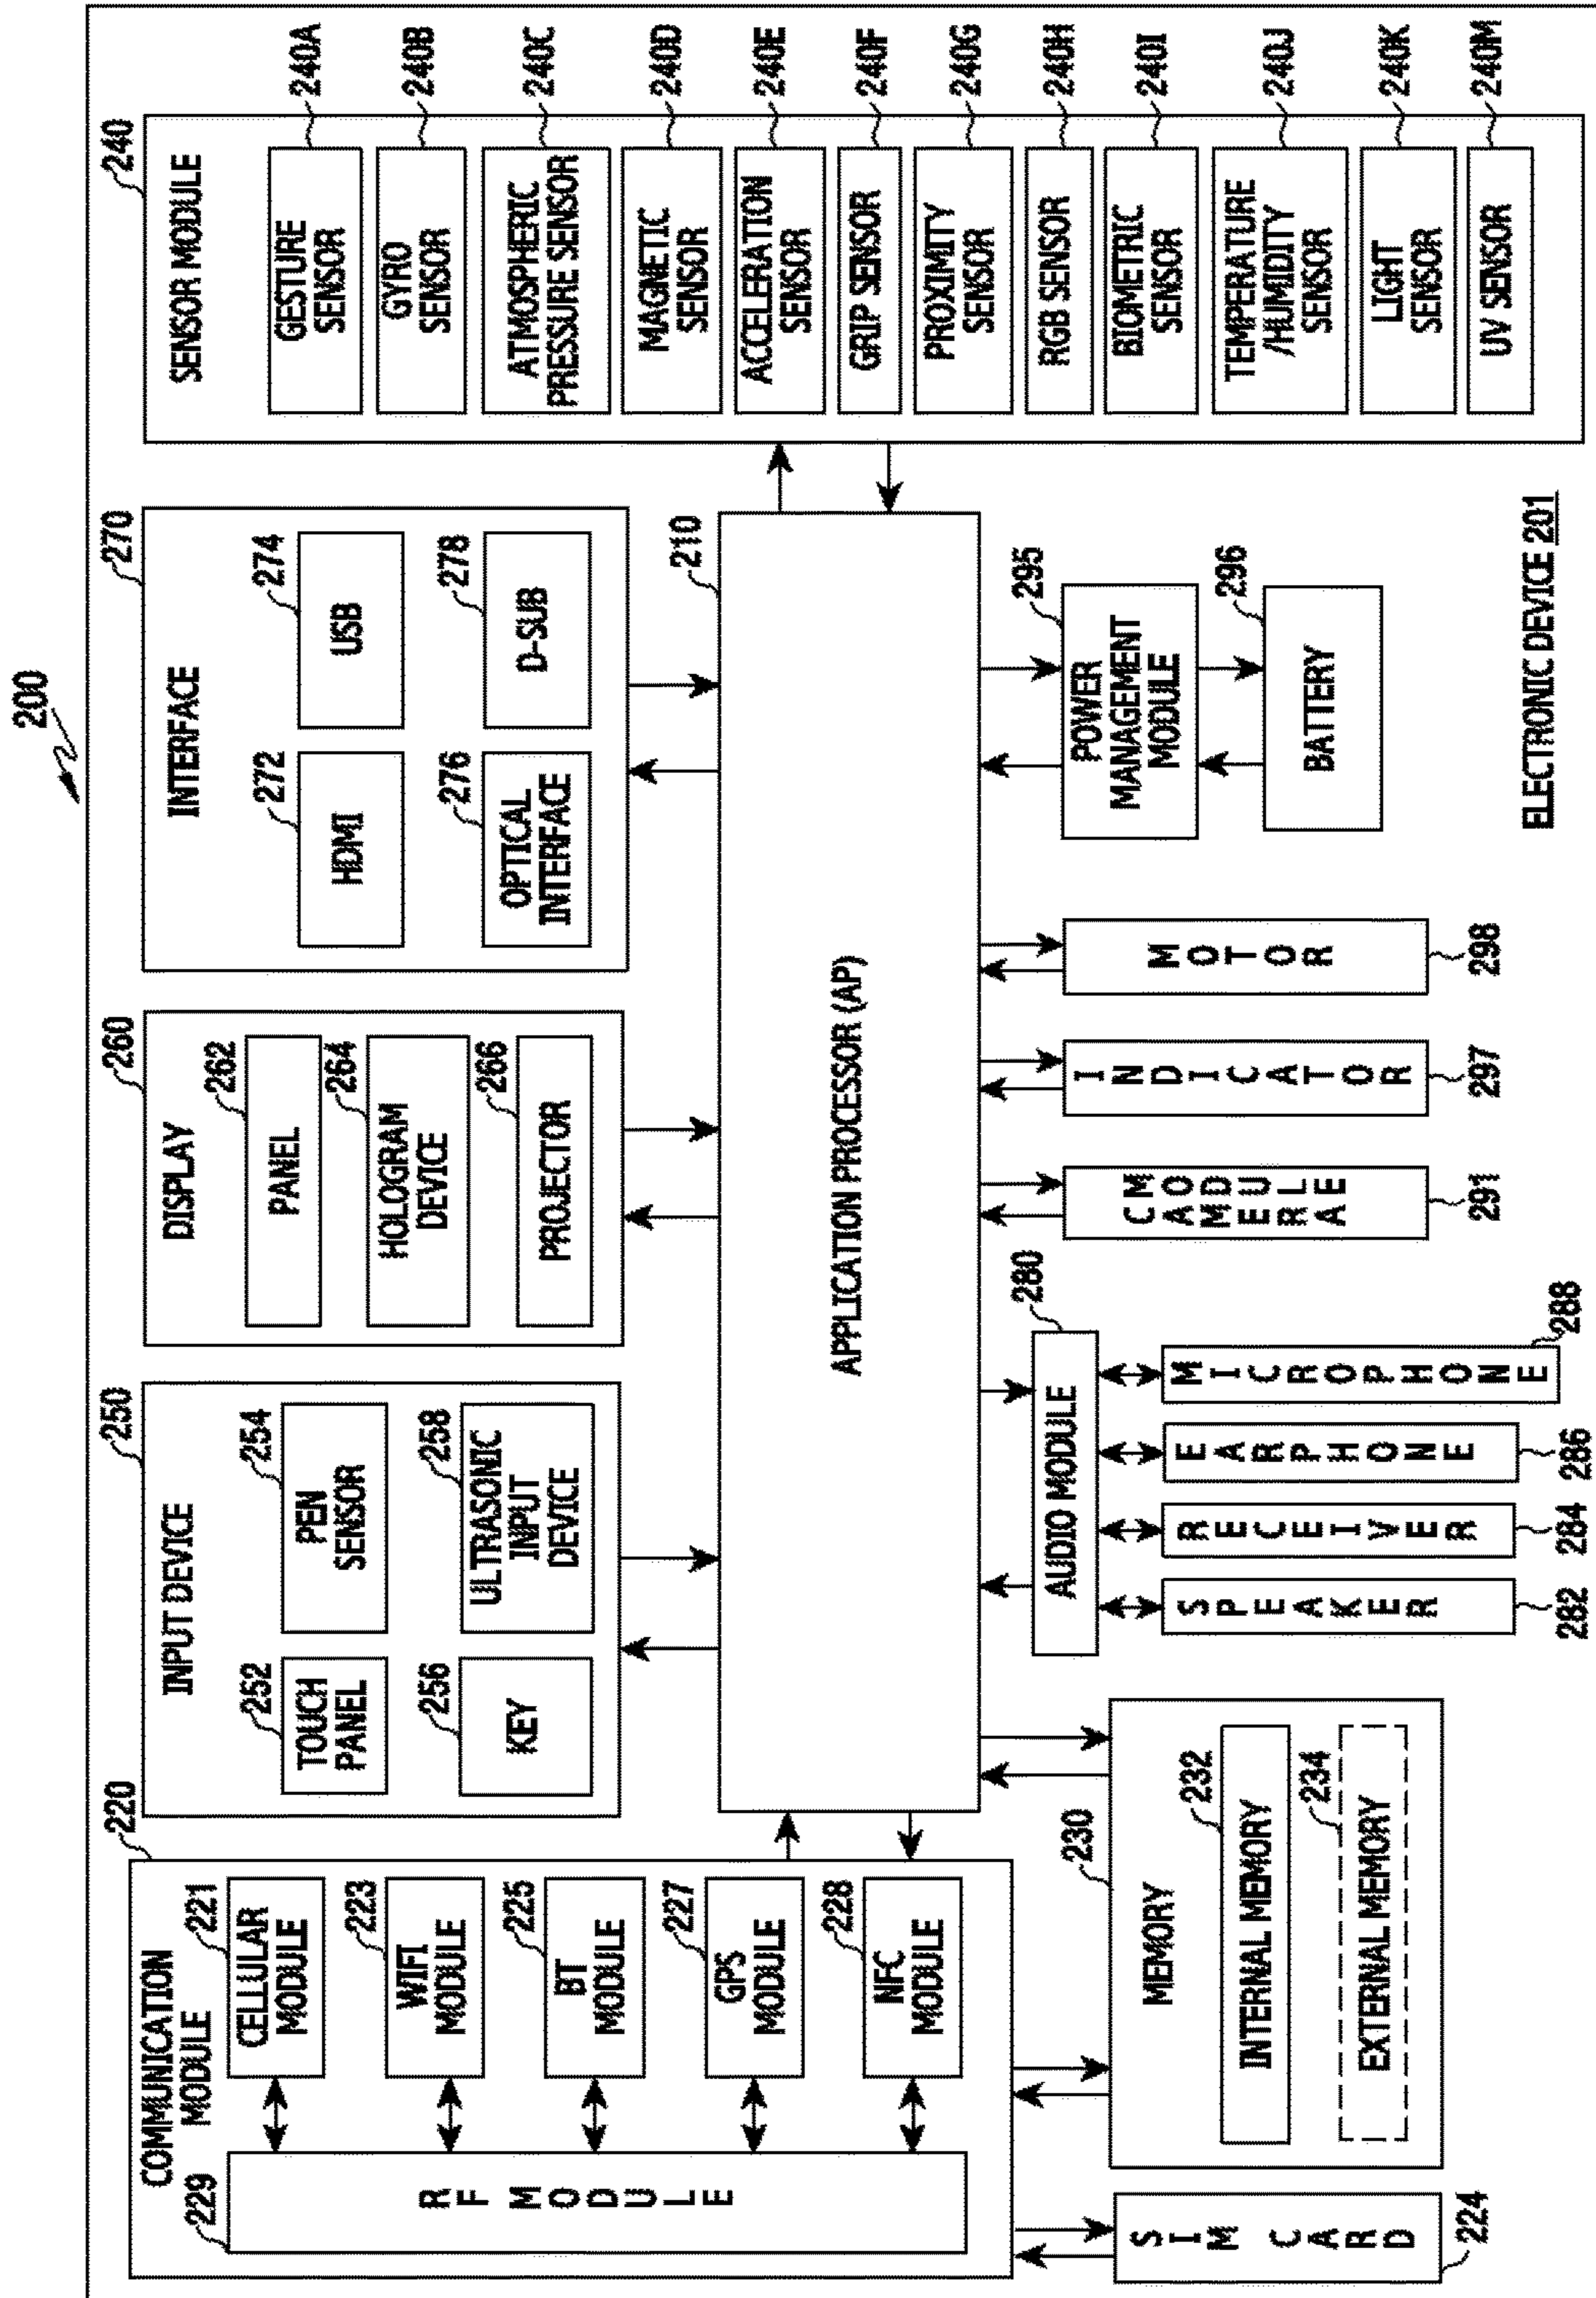 200
COMMUNICATION
MODULE
220
229
RF MODULE
221
CELLULAR
MODULE
223
WIFI
MODULE
225
BT
MODULE
227
GPS
MODULE
228
NFC
MODULE
INPUT DEVICE
250
252
TOUCH
PANEL
254
PEN
SENSOR
256
KEY
258
ULTRASONIC
INPUT
DEVICE
DISPLAY
260
262
PANEL
264
HOLOGRAM
DEVICE
266
PROJECTOR
INTERFACE
270
272
HDMI
274
USB
276
OPTICAL
INTERFACE
278
D-SUB
240
SENSOR MODULE
GESTURE
SENSOR
240A
GYRO
SENSOR
240B
ATMOSPHERIC
PRESSURE SENSOR
240C
MAGNETIC
SENSOR
240D
ACCELERATION
SENSOR
240E
GRIP SENSOR
240F
PROXIMITY
SENSOR
240G
RGB SENSOR
240H
BIOMETRIC
SENSOR
240I
TEMPERATURE
/HUMIDITY
SENSOR
240J
LIGHT
SENSOR
240K
UV SENSOR
240M
APPLICATION PROCESSOR (AP)
210
SIM CARD
224
MEMORY
230
232
INTERNAL MEMORY
234
EXTERNAL MEMORY
AUDIO MODULE
280
SPEAKER
282
RECEIVER
284
EARPHONE
286
MICROPHONE
288
CAMERA
MODULE
291
INDICATOR
297
MOTOR
298
POWER
MANAGEMENT
MODULE
295
BATTERY
296
ELECTRONIC DEVICE 201